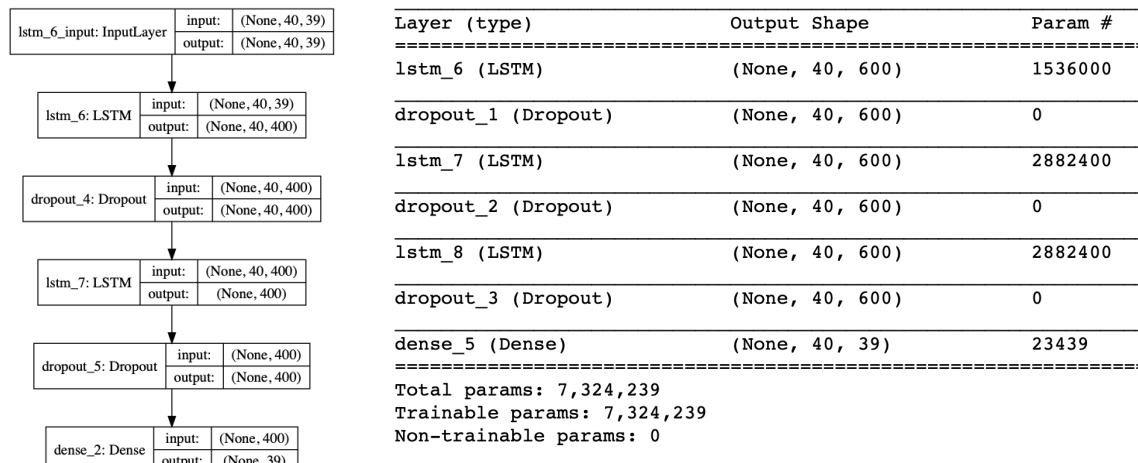 lstm_6_input: InputLayer
input: (None, 40, 39)
output: (None, 40, 39)
lstm_6: LSTM
input: (None, 40, 39)
output: (None, 40, 400)
dropout_4: Dropout
input: (None, 40, 400)
output: (None, 40, 400)
lstm_7: LSTM
input: (None, 40, 400)
output: (None, 400)
dropout_5: Dropout
input: (None, 400)
output: (None, 400)
dense_2: Dense
input: (None, 400)
output: (None, 39)
Layer (type) Output Shape Param #
lstm_6 (LSTM) (None, 40, 600) 1536000
dropout_1 (Dropout) (None, 40, 600) 0
lstm_7 (LSTM) (None, 40, 600) 2882400
dropout_2 (Dropout) (None, 40, 600) 0
lstm_8 (LSTM) (None, 40, 600) 2882400
dropout_3 (Dropout) (None, 40, 600) 0
dense_5 (Dense) (None, 40, 39) 23439
Total params: 7,324,239
Trainable params: 7,324,239
Non-trainable params: 0